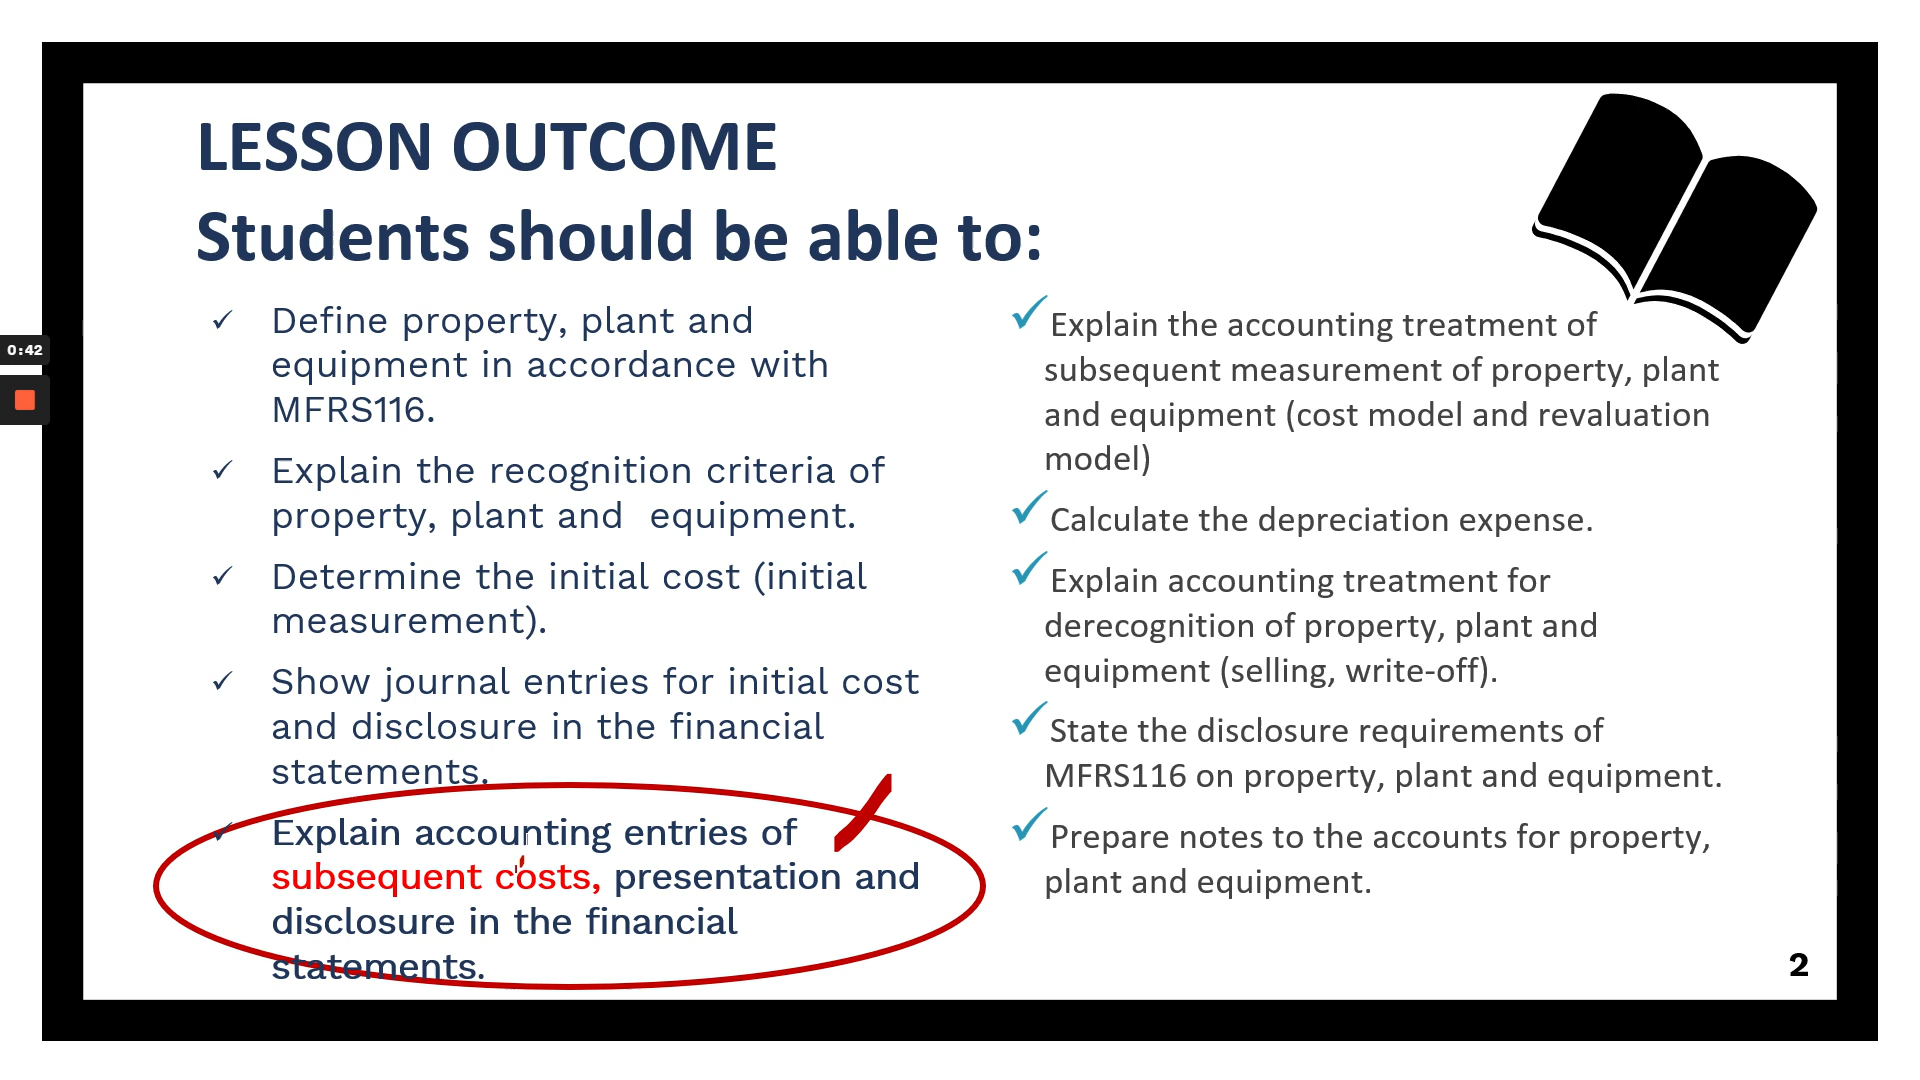 LESSON OUTCOME
Students should be able to:
Define property, plant and
equipment in accordance with
MFRS116.
Explain the recognition criteria of
property, plant and  equipment.
Determine the initial cost (initial
measurement).
Show journal entries for initial cost
and disclosure in the financial
statements.
Explain accounting entries of
subsequent costs, presentation and
disclosure in the financial
statements.
Explain the accounting treatment of
subsequent measurement of property, plant
and equipment (cost model and revaluation
model)
Calculate the depreciation expense.
Explain accounting treatment for
derecognition of property, plant and
equipment (selling, write-off).
State the disclosure requirements of
MFRS116 on property, plant and equipment.
Prepare notes to the accounts for property,
plant and equipment.
0:42
2